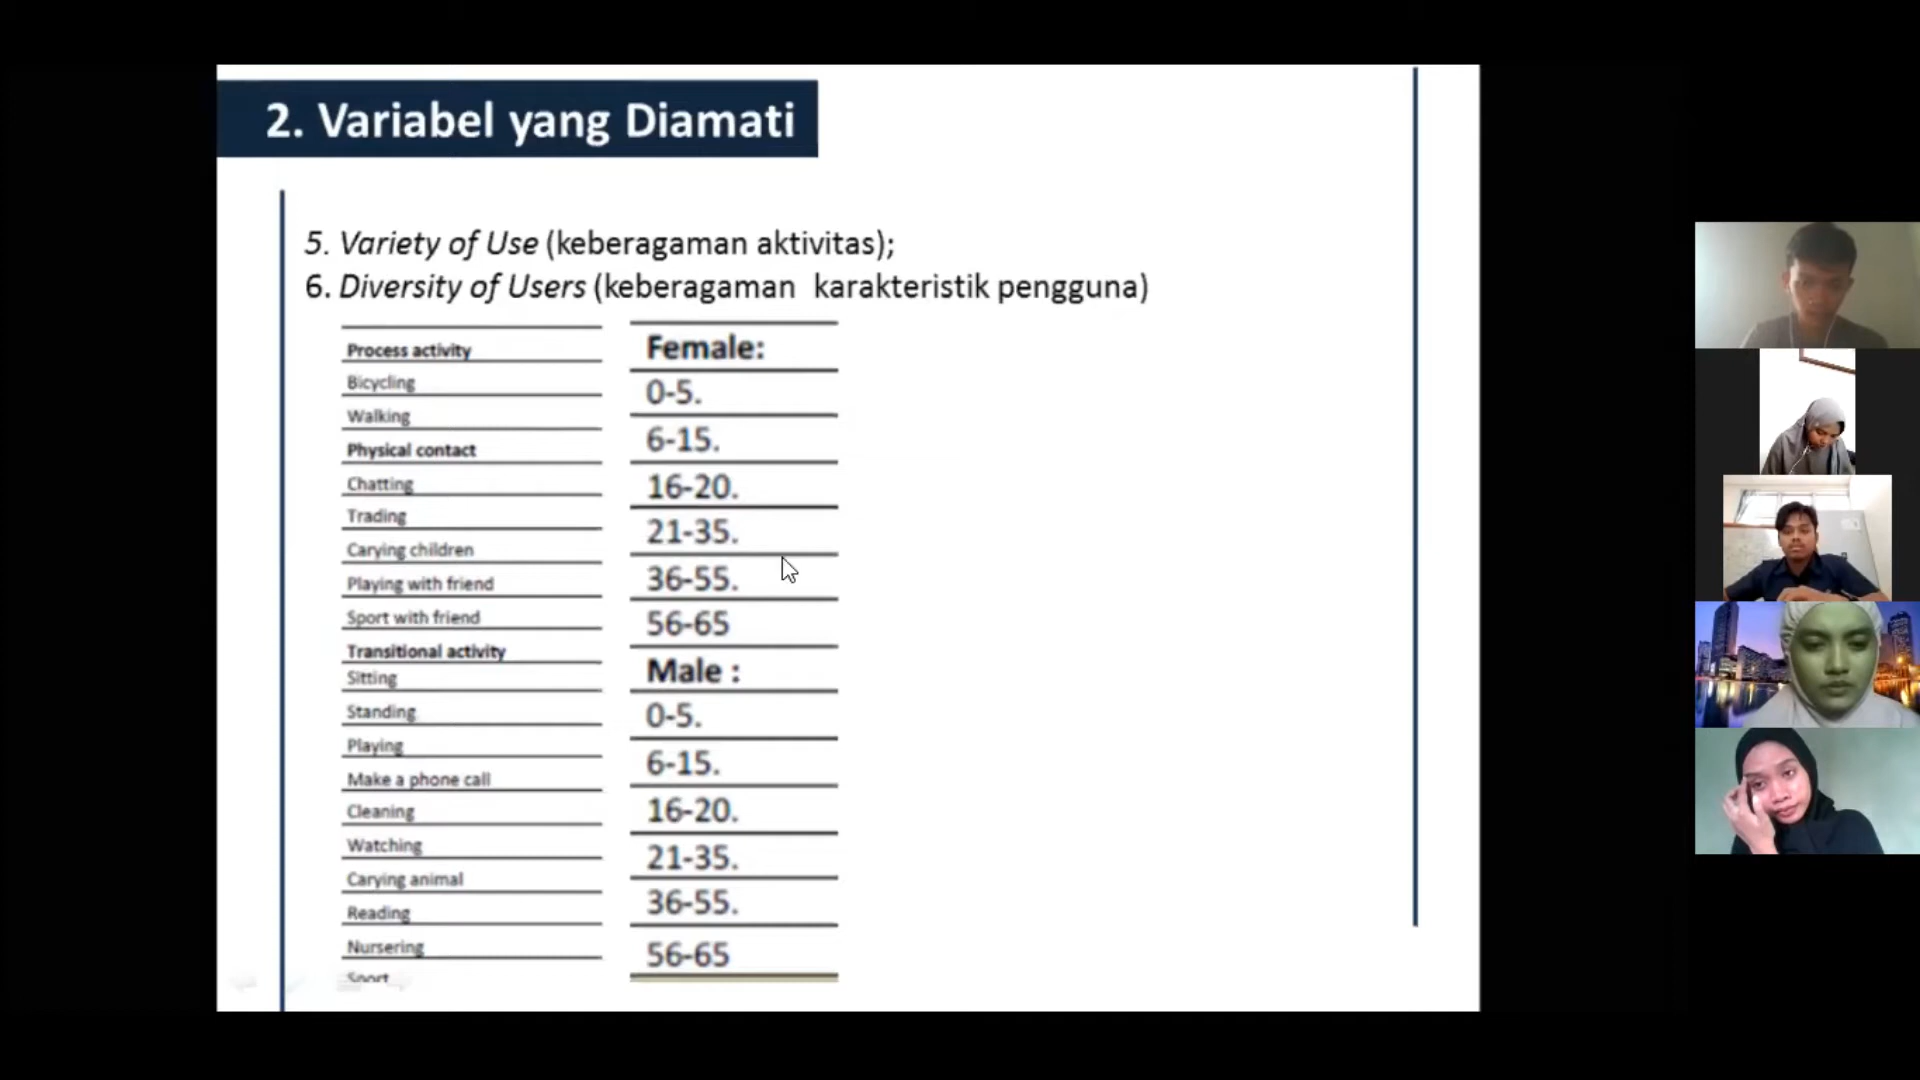 2. Variabel yang Diamati
5. Variety of Use (keberagaman aktivitas);
6. Diversity of Users (keberagaman karakteristik pengguna)
Process activity
Bicycling
Walking
Physical contact
Chatting
Trading
Carying children
Playing with friend
Sport with friend
Transitional activity
Sitting
Standing
Playing
Make a phone call
Cleaning
Watching
Carying animal
Reading
Nursering
Sport
Female:
0-5.
6-15.
16-20.
21-35.
36-55.
56-65
Male :
0-5.
6-15.
16-20.
21-35.
36-55.
56-65